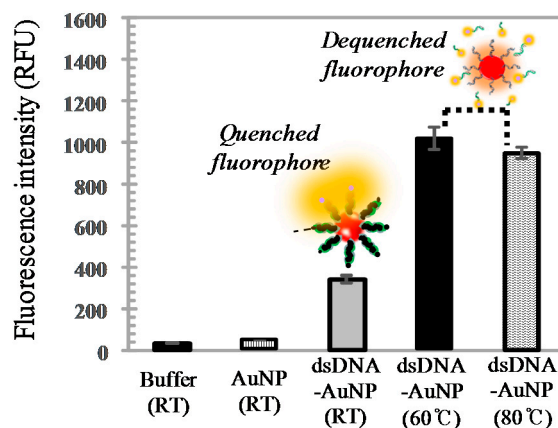 Fluorescence intensity (RFU)
1600
1400
1200
1000
800
600
400
200
0
Dequenched
fluorophore
Quenched
fluorophore
Buffer
(RT)
AuNP
(RT)
dsDNA
-AuNP
(RT)
dsDNA
-AuNP
(60℃)
dsDNA
-AuNP
(80℃)